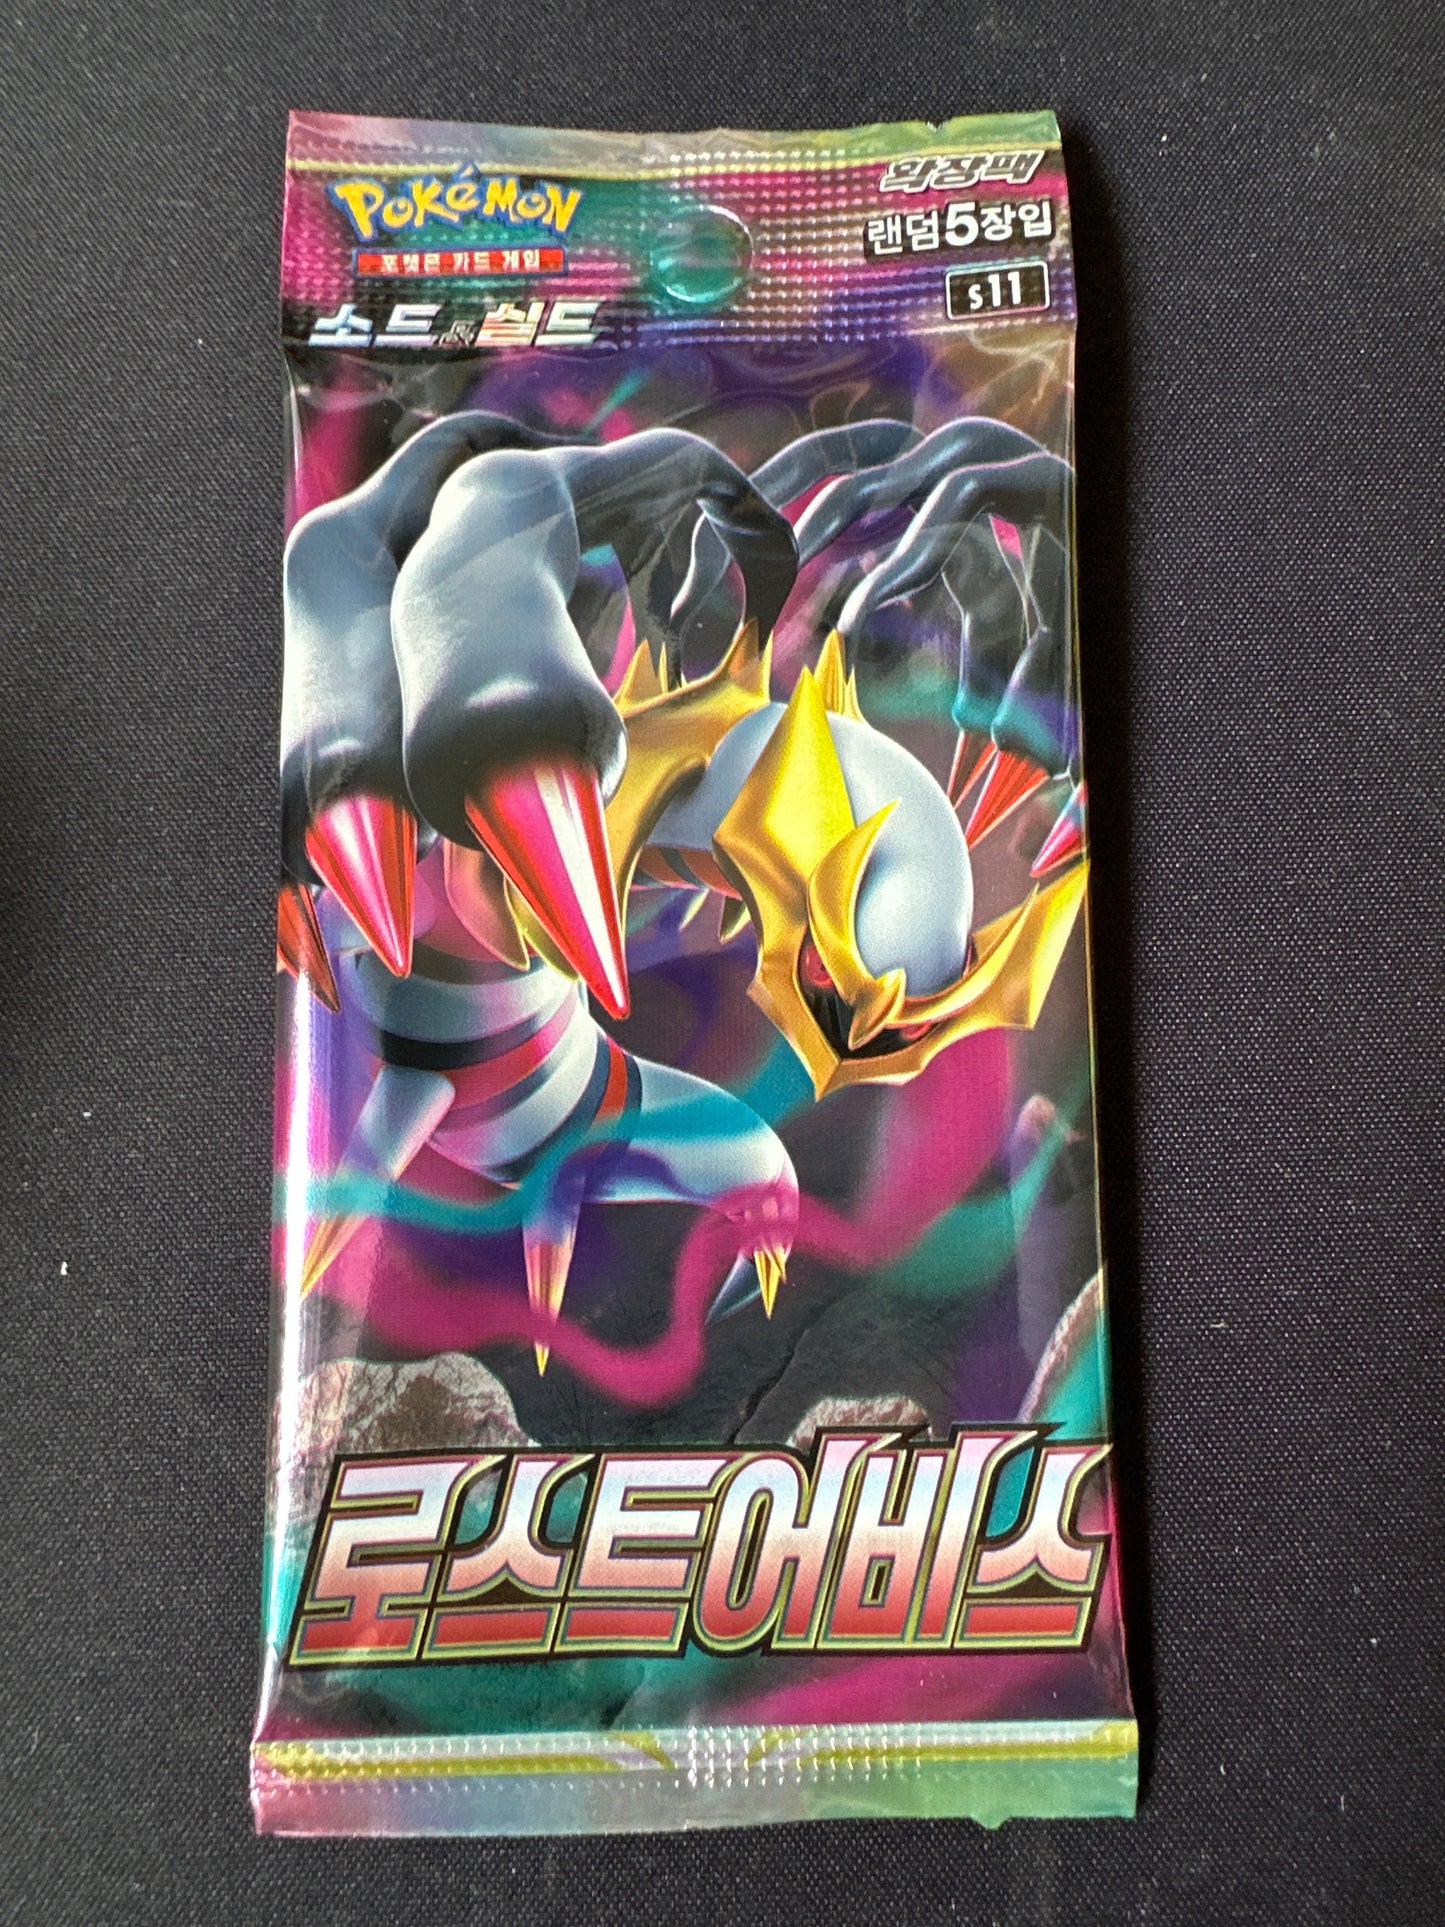 POKéMON
포켓몬 카드 게임
소드&실드
확장팩
랜덤5장입
s11
로스트어비스